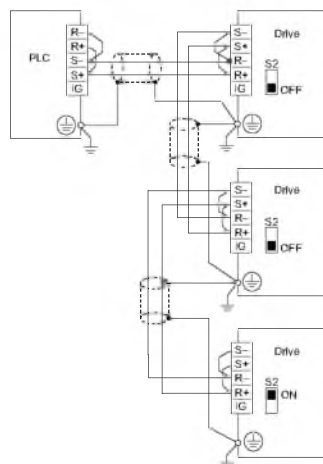 PLC
R−
R+
S−
S+
IG
S−
S+
R−
R+
IG
Drive
S2
OFF
S−
S+
R−
R+
IG
Drive
S2
OFF
S−
S+
R−
R+
IG
Drive
S2
ON